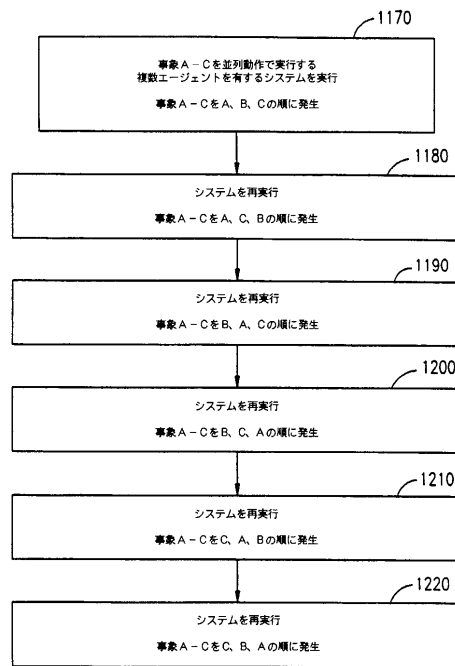 1170
事象A-Cを並列動作で実行する
複数エージェントを有するシステムを実行
事象A-CをA、B、Cの順に発生
1180
システムを再実行
事象A-CをA、C、Bの順に発生
1190
システムを再実行
事象A-CをB、A、Cの順に発生
1200
システムを再実行
事象A-CをB、C、Aの順に発生
1210
システムを再実行
事象A-CをC、A、Bの順に発生
1220
システムを再実行
事象A-CをC、B、Aの順に発生